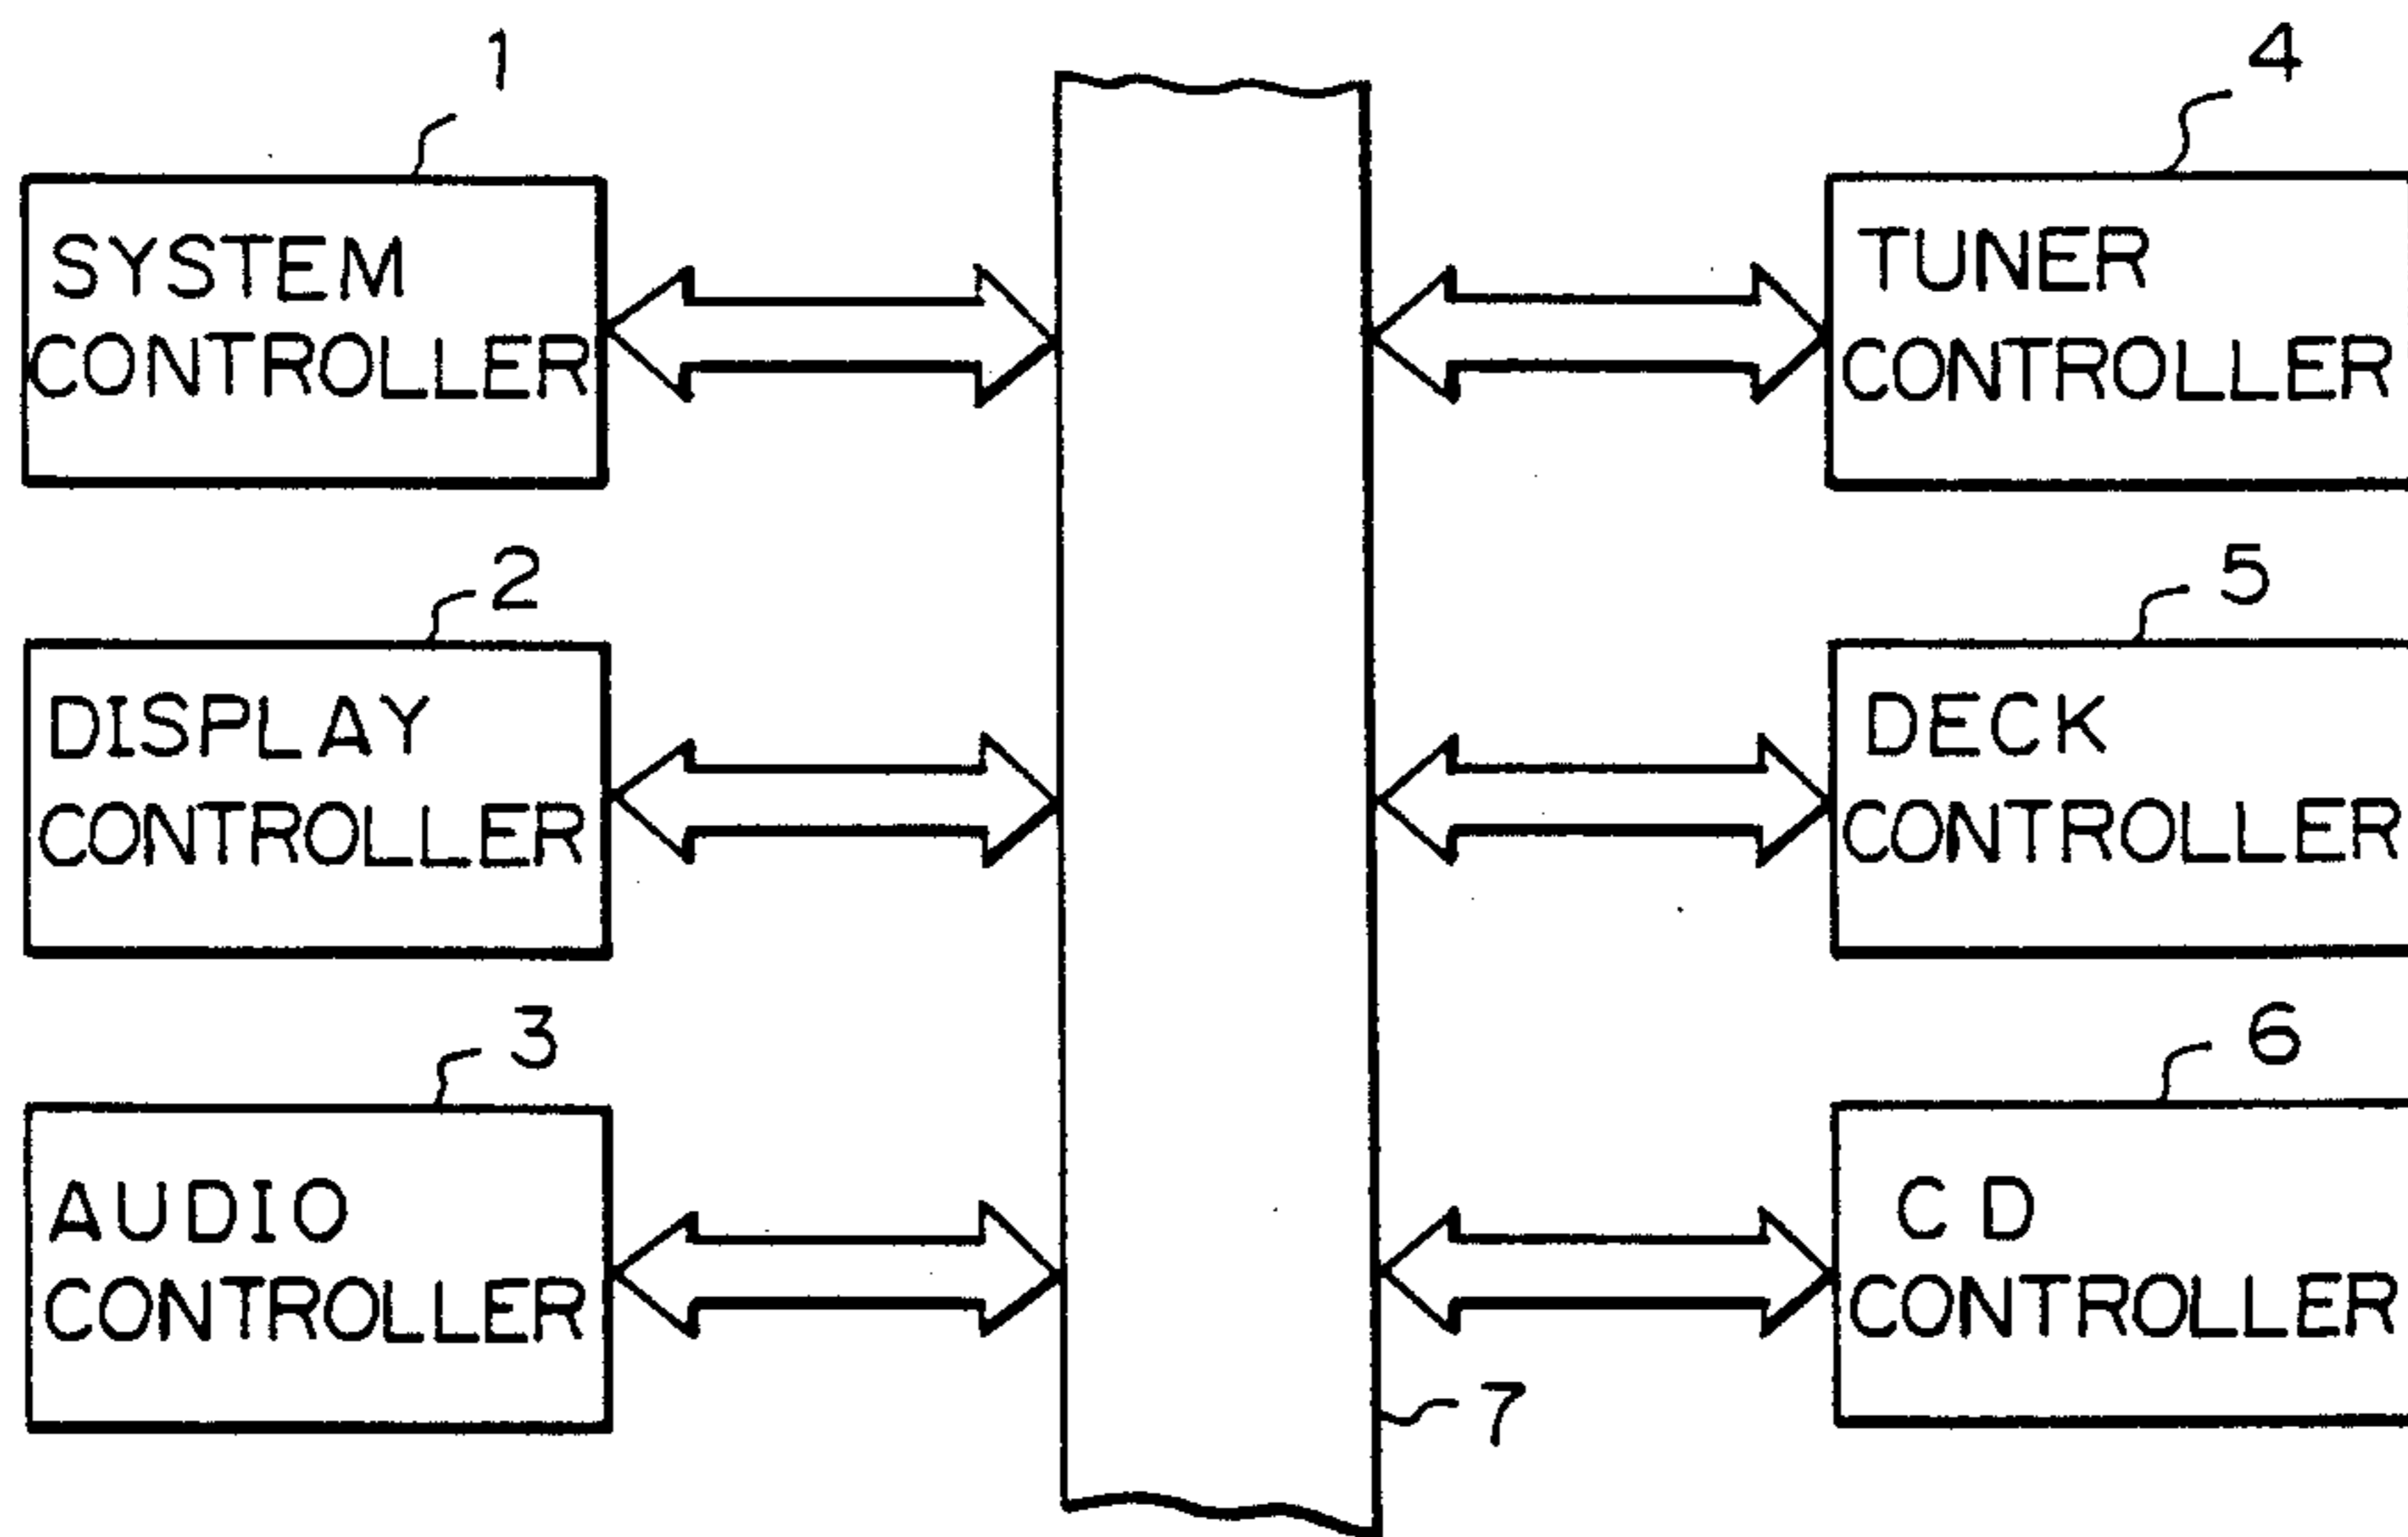 1
SYSTEM
CONTROLLER
2
DISPLAY
CONTROLLER
3
AUDIO
CONTROLLER
4
TUNER
CONTROLLER
5
DECK
CONTROLLER
6
CD
CONTROLLER
7